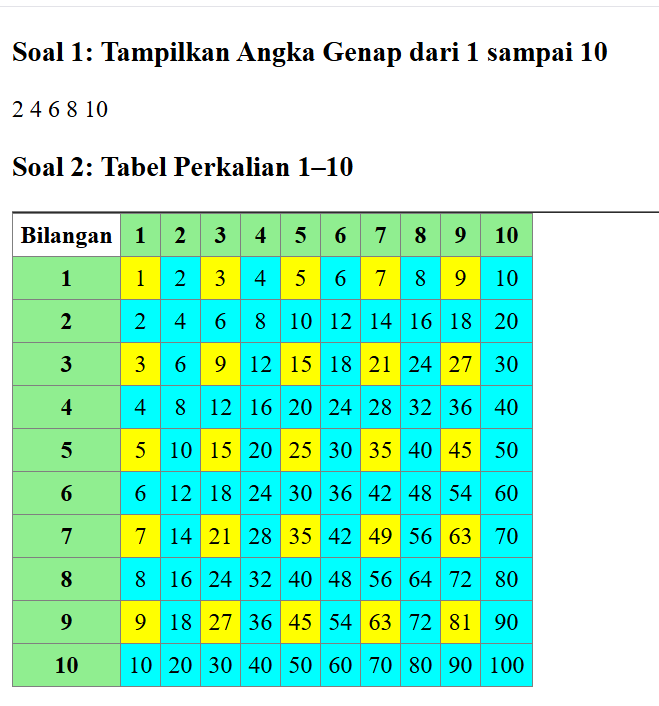 Soal 1: Tampilkan Angka Genap dari 1 sampai 10
2 4 6 8 10
Soal 2: Tabel Perkalian 1–10
Bilangan 1 2 3 4 5 6 7 8 9 10
1 1 2 3 4 5 6 7 8 9 10
2 2 4 6 8 10 12 14 16 18 20
3 3 6 9 12 15 18 21 24 27 30
4 4 8 12 16 20 24 28 32 36 40
5 5 10 15 20 25 30 35 40 45 50
6 6 12 18 24 30 36 42 48 54 60
7 7 14 21 28 35 42 49 56 63 70
8 8 16 24 32 40 48 56 64 72 80
9 9 18 27 36 45 54 63 72 81 90
10 10 20 30 40 50 60 70 80 90 100